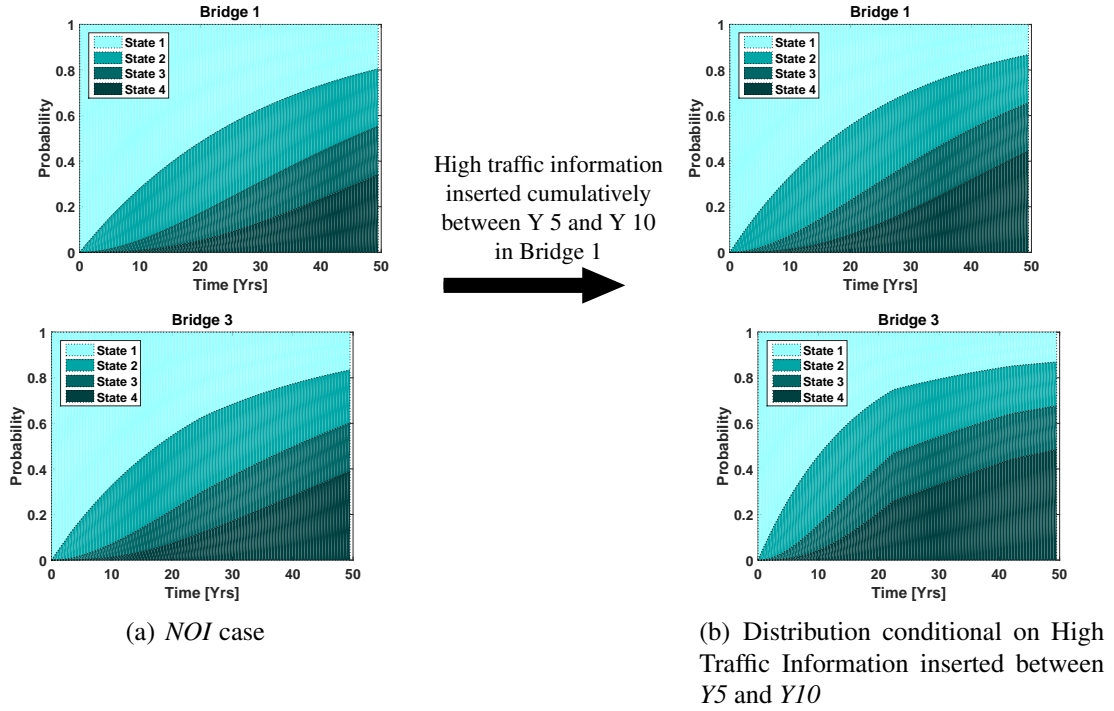 Bridge 1
1
0.8
0.6
0.4
0.2
0
Probability
State 1
State 2
State 3
State 4
0 10 20 30 40 50
Time [Yrs]
Bridge 3
1
0.8
0.6
0.4
0.2
0
Probability
State 1
State 2
State 3
State 4
0 10 20 30 40 50
Time [Yrs]
(a) NOI case
High traffic information
inserted cumulatively
between Y 5 and Y 10
in Bridge 1
Bridge 1
1
0.8
0.6
0.4
0.2
0
Probability
State 1
State 2
State 3
State 4
0 10 20 30 40 50
Time [Yrs]
Bridge 3
1
0.8
0.6
0.4
0.2
0
Probability
State 1
State 2
State 3
State 4
0 10 20 30 40 50
Time [Yrs]
(b) Distribution conditional on High
Traffic Information inserted between
Y5 and Y10